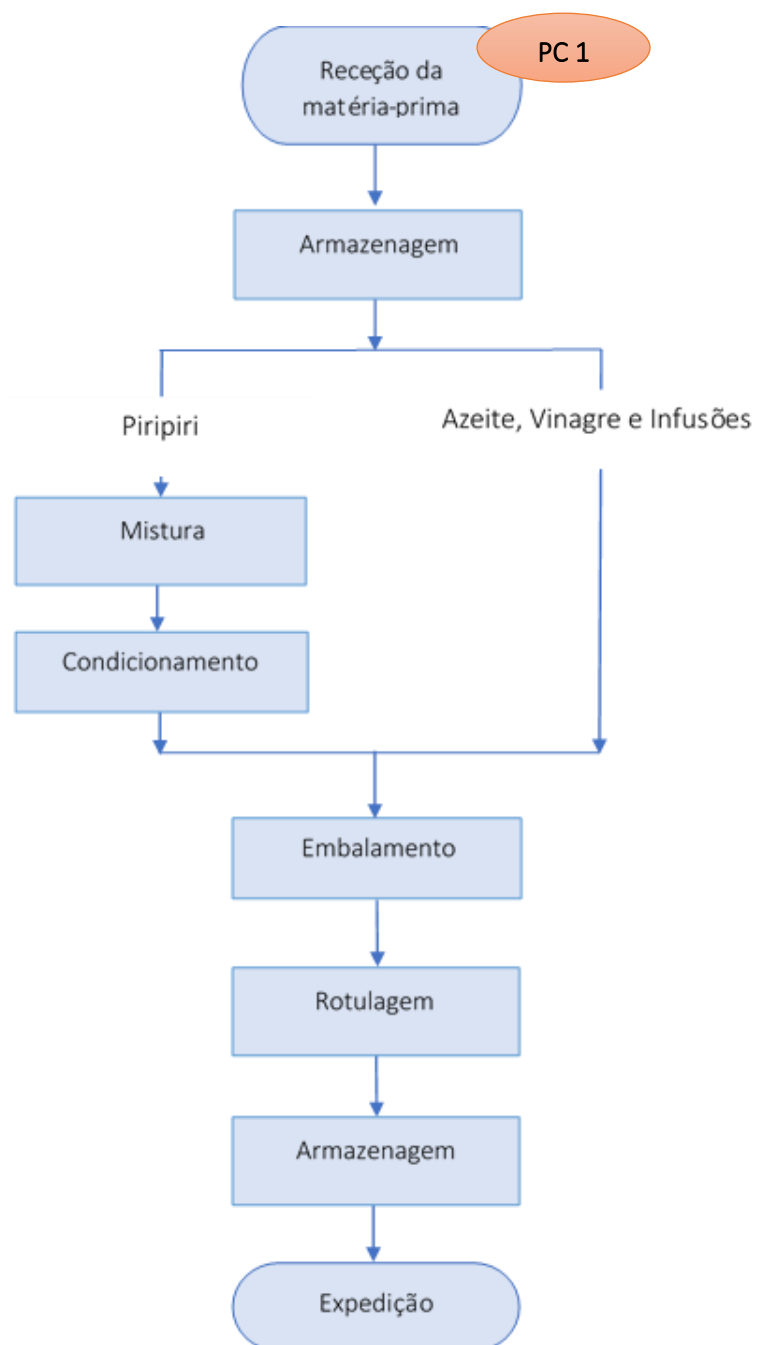 PC 1
Receção da
matéria-prima
Armazenagem
Piripiri
Azeite, Vinagre e Infusões
Mistura
Condicionamento
Embalamento
Rotulagem
Armazenagem
Expedição